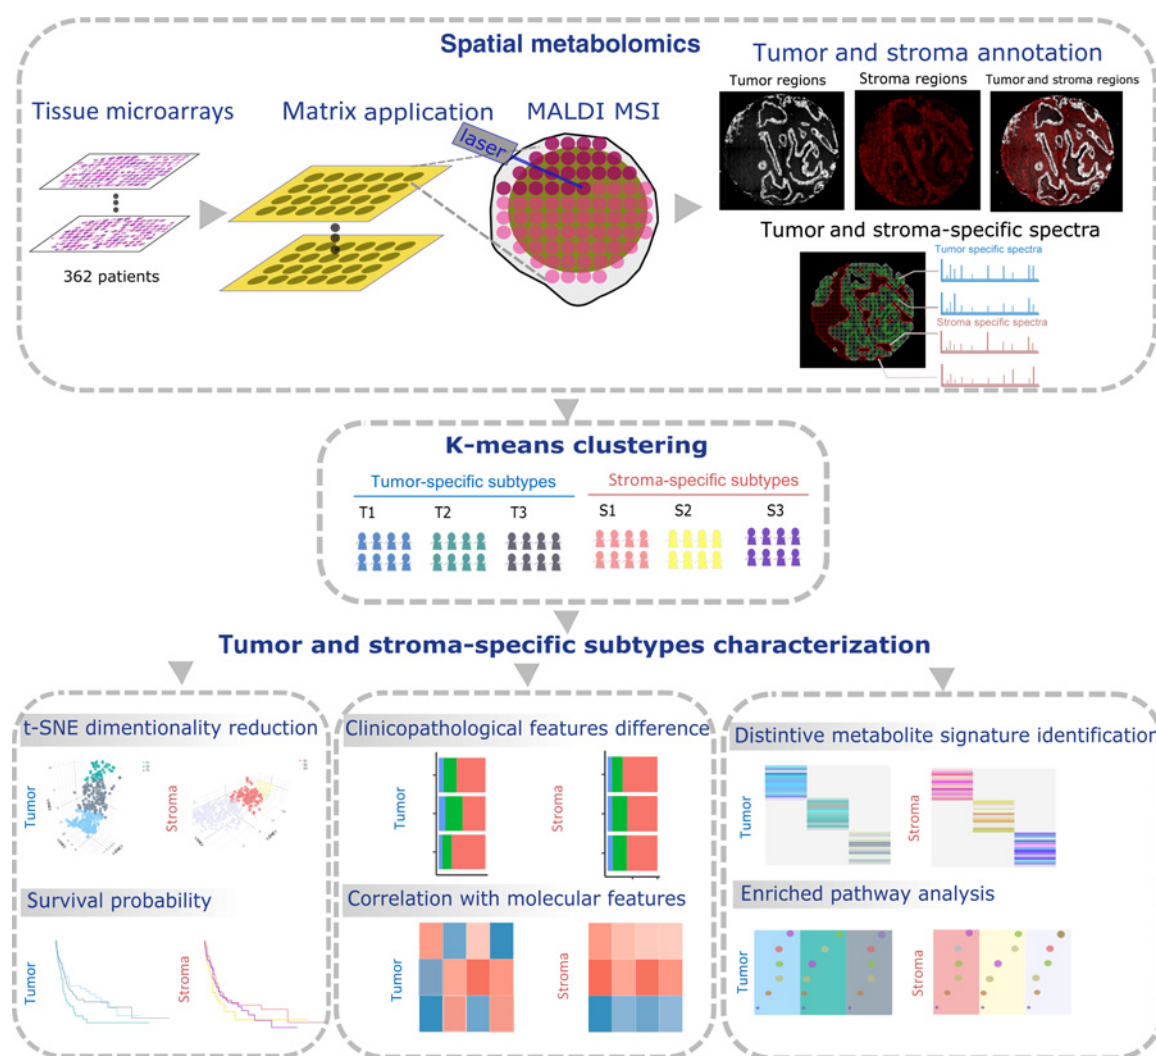 Spatial metabolomics
Tissue microarrays
362 patients
Matrix application
laser
MALDI MSI
Tumor and stroma annotation
Tumor regions
Stroma regions
Tumor and stroma regions
Tumor and stroma-specific spectra
Tumor specific spectra
Stroma specific spectra
K-means clustering
Tumor-specific subtypes
Stroma-specific subtypes
T1
T2
T3
S1
S2
S3
Tumor and stroma-specific subtypes characterization
t-SNE dimentionality reduction
Tumor
Stroma
Survival probability
Tumor
Stroma
Clinicopathological features difference
Tumor
Stroma
Correlation with molecular features
Tumor
Stroma
Distintive metabolite signature identification
Tumor
Stroma
Enriched pathway analysis
Tumor
Stroma